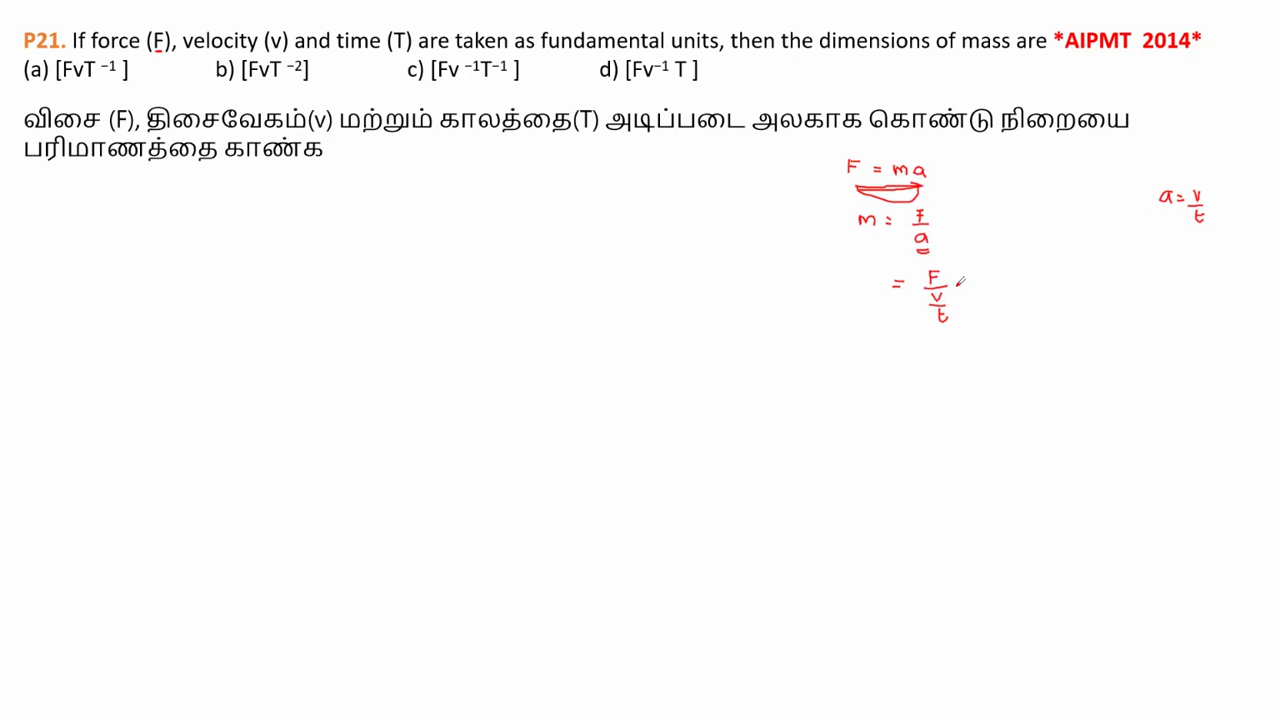 P21. If force (F), velocity (v) and time (T) are taken as fundamental units, then the dimensions of mass are *AIPMT 2014*
(a) [FvT ⁻¹ ] b) [FvT ⁻²] c) [Fv ⁻¹T⁻¹ ] d) [Fv⁻¹ T ]
விசை (F), திசைவேகம்(v) மற்றும் காலத்தை(T) அடிப்படை அலகாக கொண்டு நிறையை
பரிமாணத்தை காண்க
F = ma
a = v/t
m = F/a
= F/(v/t)